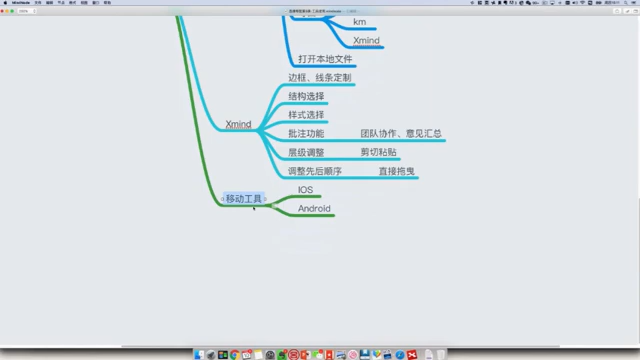 km
Xmind
打开本地文件
Xmind
边框、线条定制
结构选择
样式选择
批注功能 团队协作、意见汇总
层级调整 剪切粘贴
调整先后顺序 直接拖曳
移动工具
IOS
Android